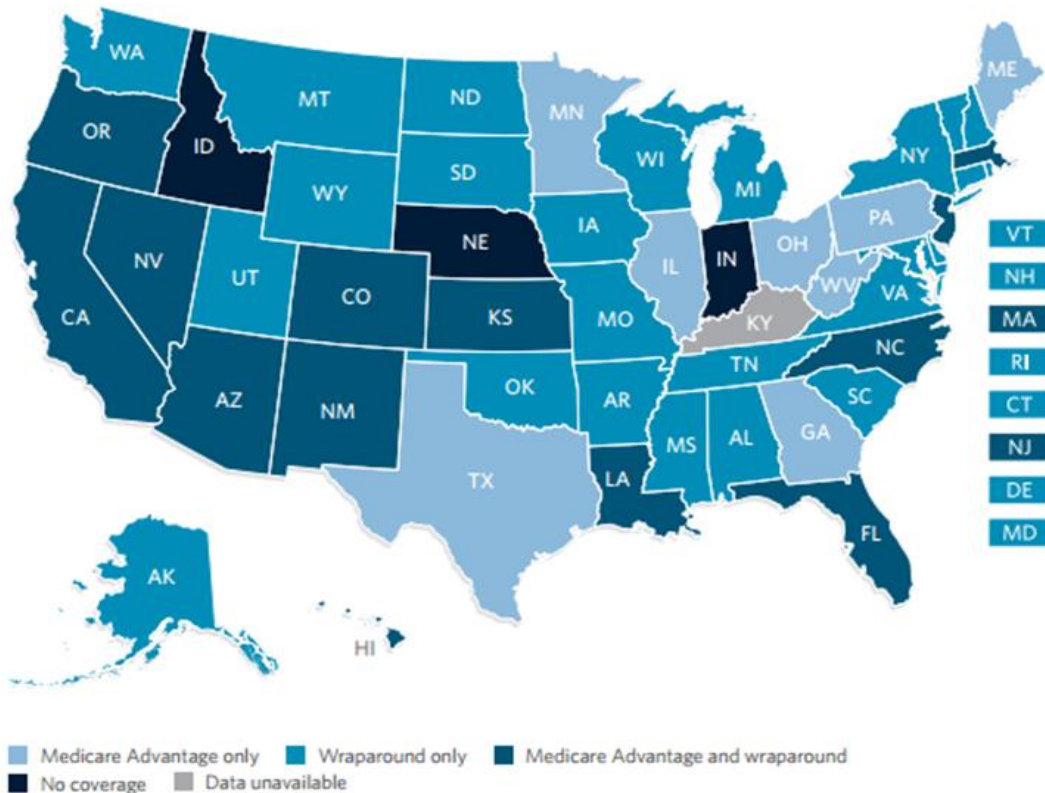 WA
MT
ND
MN
ME
OR
ID
WY
SD
WI
MI
NY
NV
UT
NE
IA
IL
IN
OH
PA
CA
CO
KS
MO
KY
WV
VA
AZ
NM
OK
AR
TN
NC
TX
LA
MS
AL
GA
SC
FL
AK
HI
VT
NH
MA
RI
CT
NJ
DE
MD
Medicare Advantage only Wraparound only Medicare Advantage and wraparound
No coverage Data unavailable